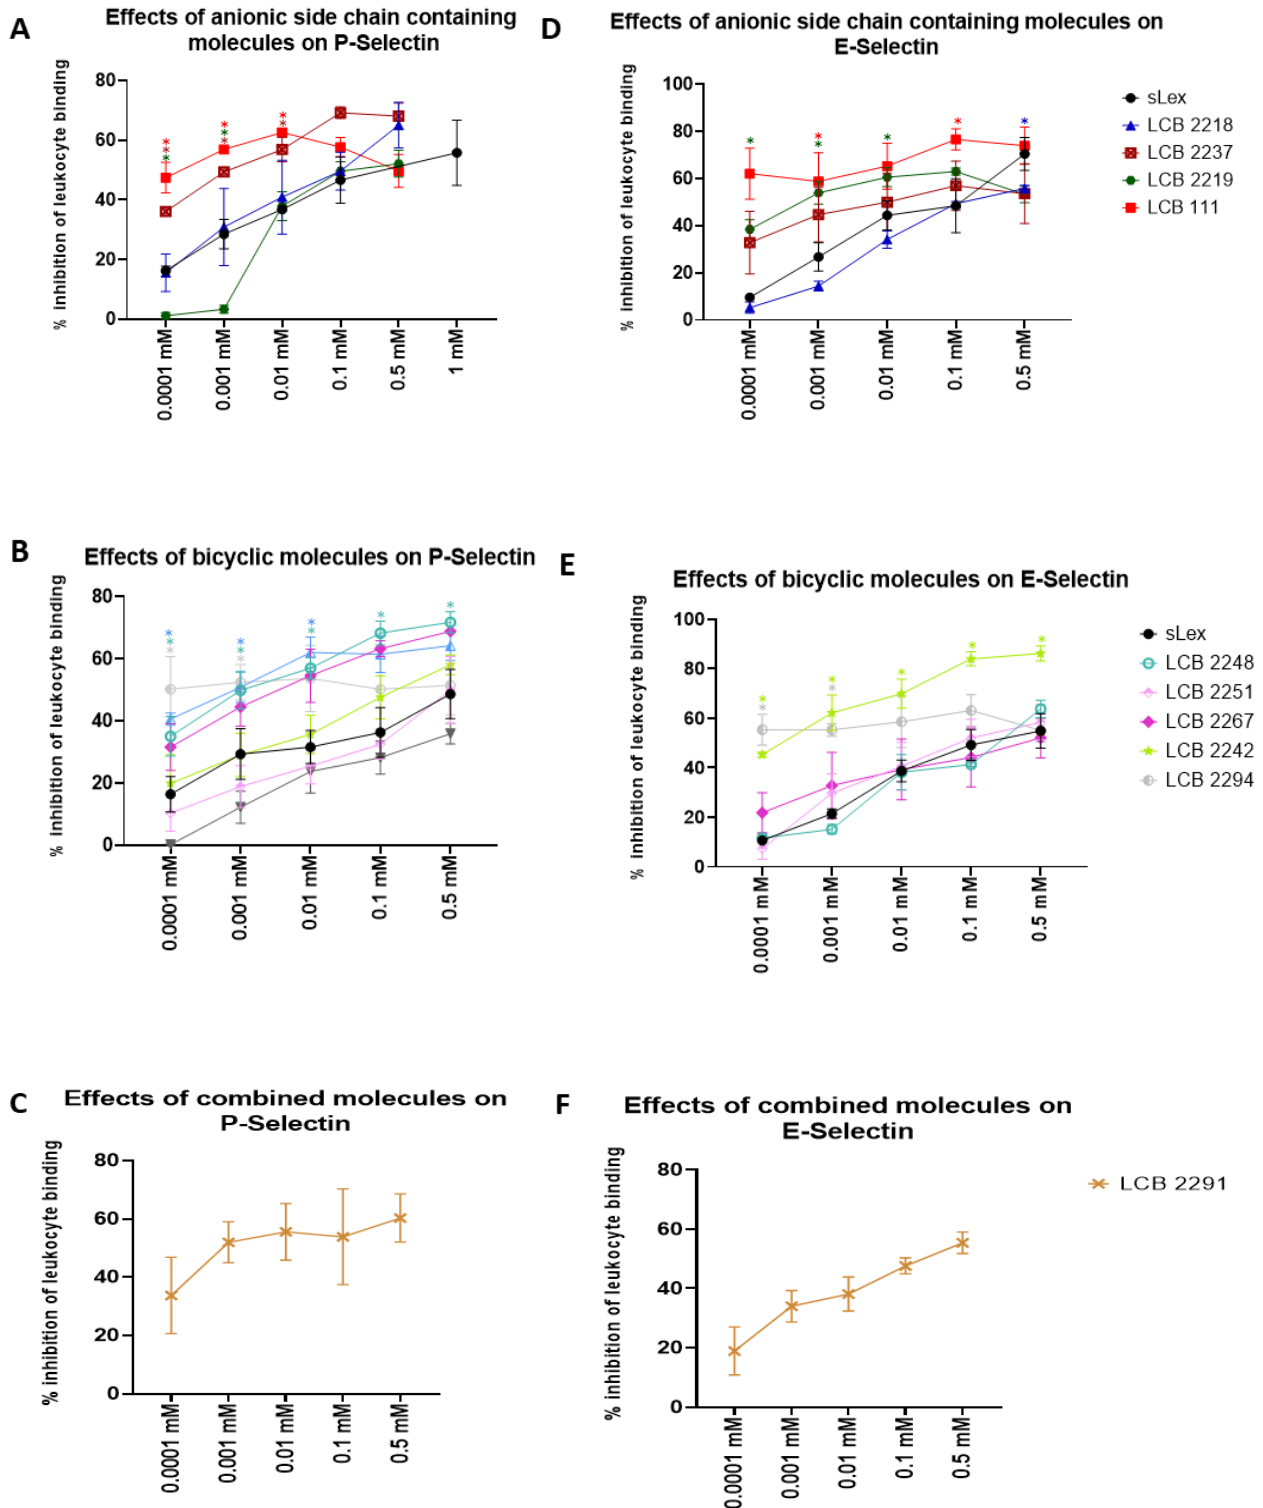 A
Effects of anionic side chain containing
molecules on P-Selectin
% inhibition of leukocyte binding
80
60
40
20
0
0.0001 mM
0.001 mM
0.01 mM
0.1 mM
0.5 mM
1 mM
* * *
* * *
* *
D
Effects of anionic side chain containing molecules on
E-Selectin
% inhibition of leukocyte binding
100
80
60
40
20
0
0.0001 mM
0.001 mM
0.01 mM
0.1 mM
0.5 mM
*
* *
*
*
*
sLex
LCB 2218
LCB 2237
LCB 2219
LCB 111
B
Effects of bicyclic molecules on P-Selectin
% inhibition of leukocyte binding
80
60
40
20
0
0.0001 mM
0.001 mM
0.01 mM
0.1 mM
0.5 mM
* * *
* * *
* *
*
*
E
Effects of bicyclic molecules on E-Selectin
% inhibition of leukocyte binding
100
80
60
40
20
0
0.0001 mM
0.001 mM
0.01 mM
0.1 mM
0.5 mM
* *
* *
*
*
*
sLex
LCB 2248
LCB 2251
LCB 2267
LCB 2242
LCB 2294
C
Effects of combined molecules on
P-Selectin
% inhibition of leukocyte binding
80
60
40
20
0
0.0001 mM
0.001 mM
0.01 mM
0.1 mM
0.5 mM
F
Effects of combined molecules on
E-Selectin
% inhibition of leukocyte binding
80
60
40
20
0
0.0001 mM
0.001 mM
0.01 mM
0.1 mM
0.5 mM
LCB 2291